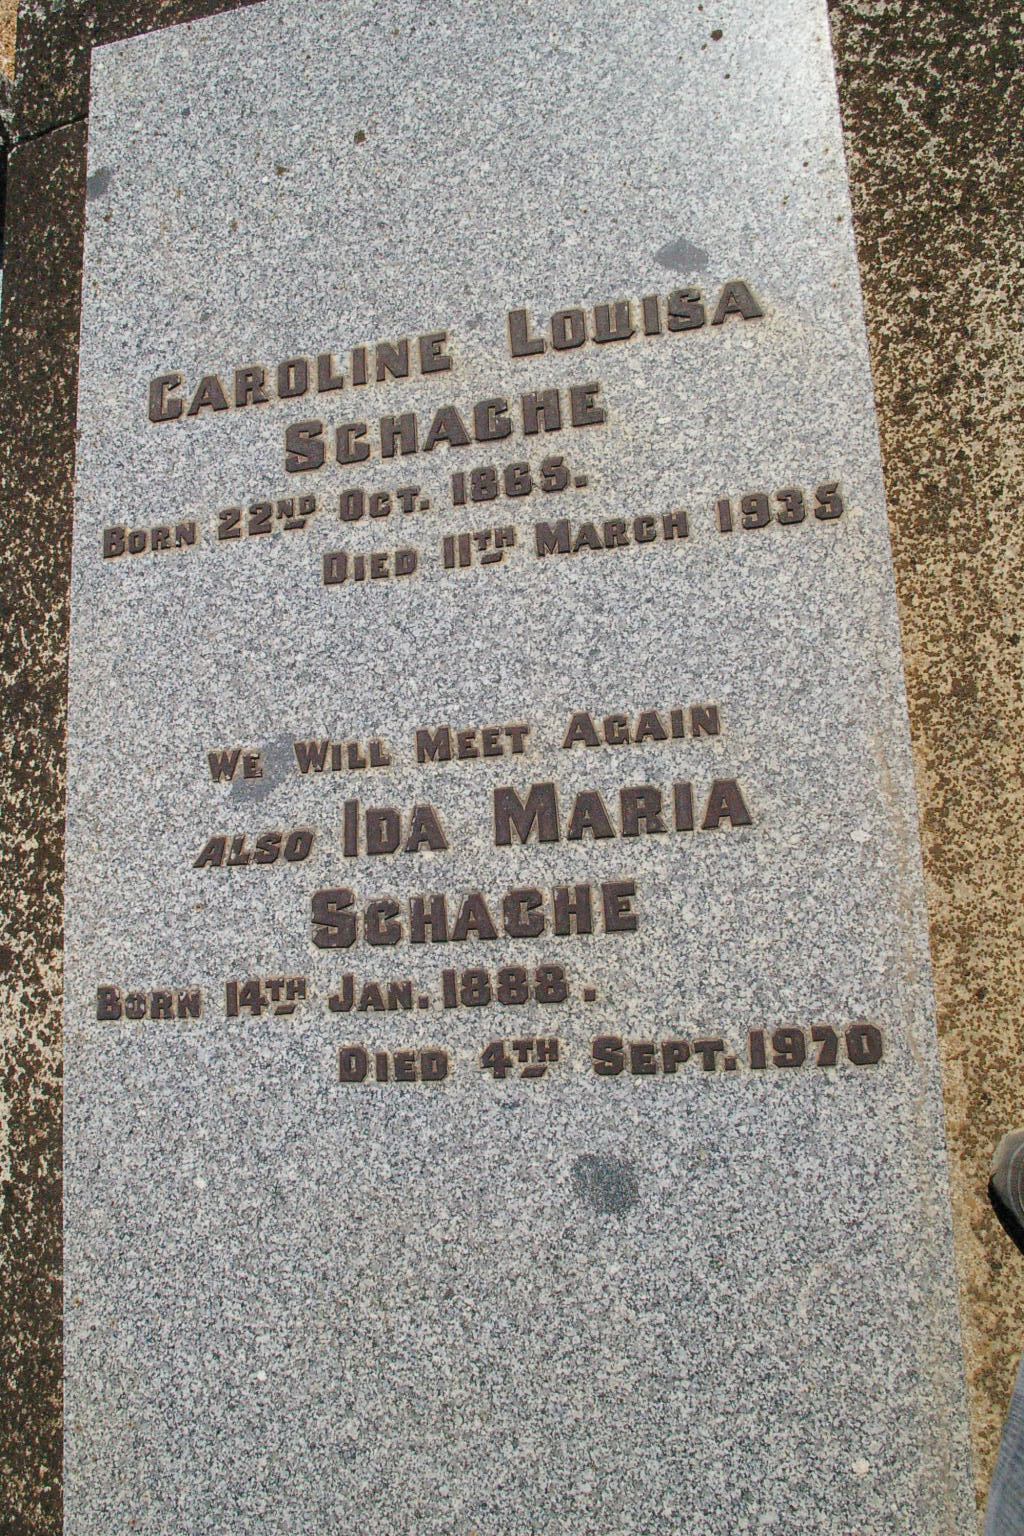 CAROLINE LOUISA
SCHACHE
BORN 22ND OCT. 1865.
DIED 11TH MARCH 1935
WE WILL MEET AGAIN
ALSO IDA MARIA
SCHACHE
BORN 14TH JAN. 1888.
DIED 4TH SEPT. 1970